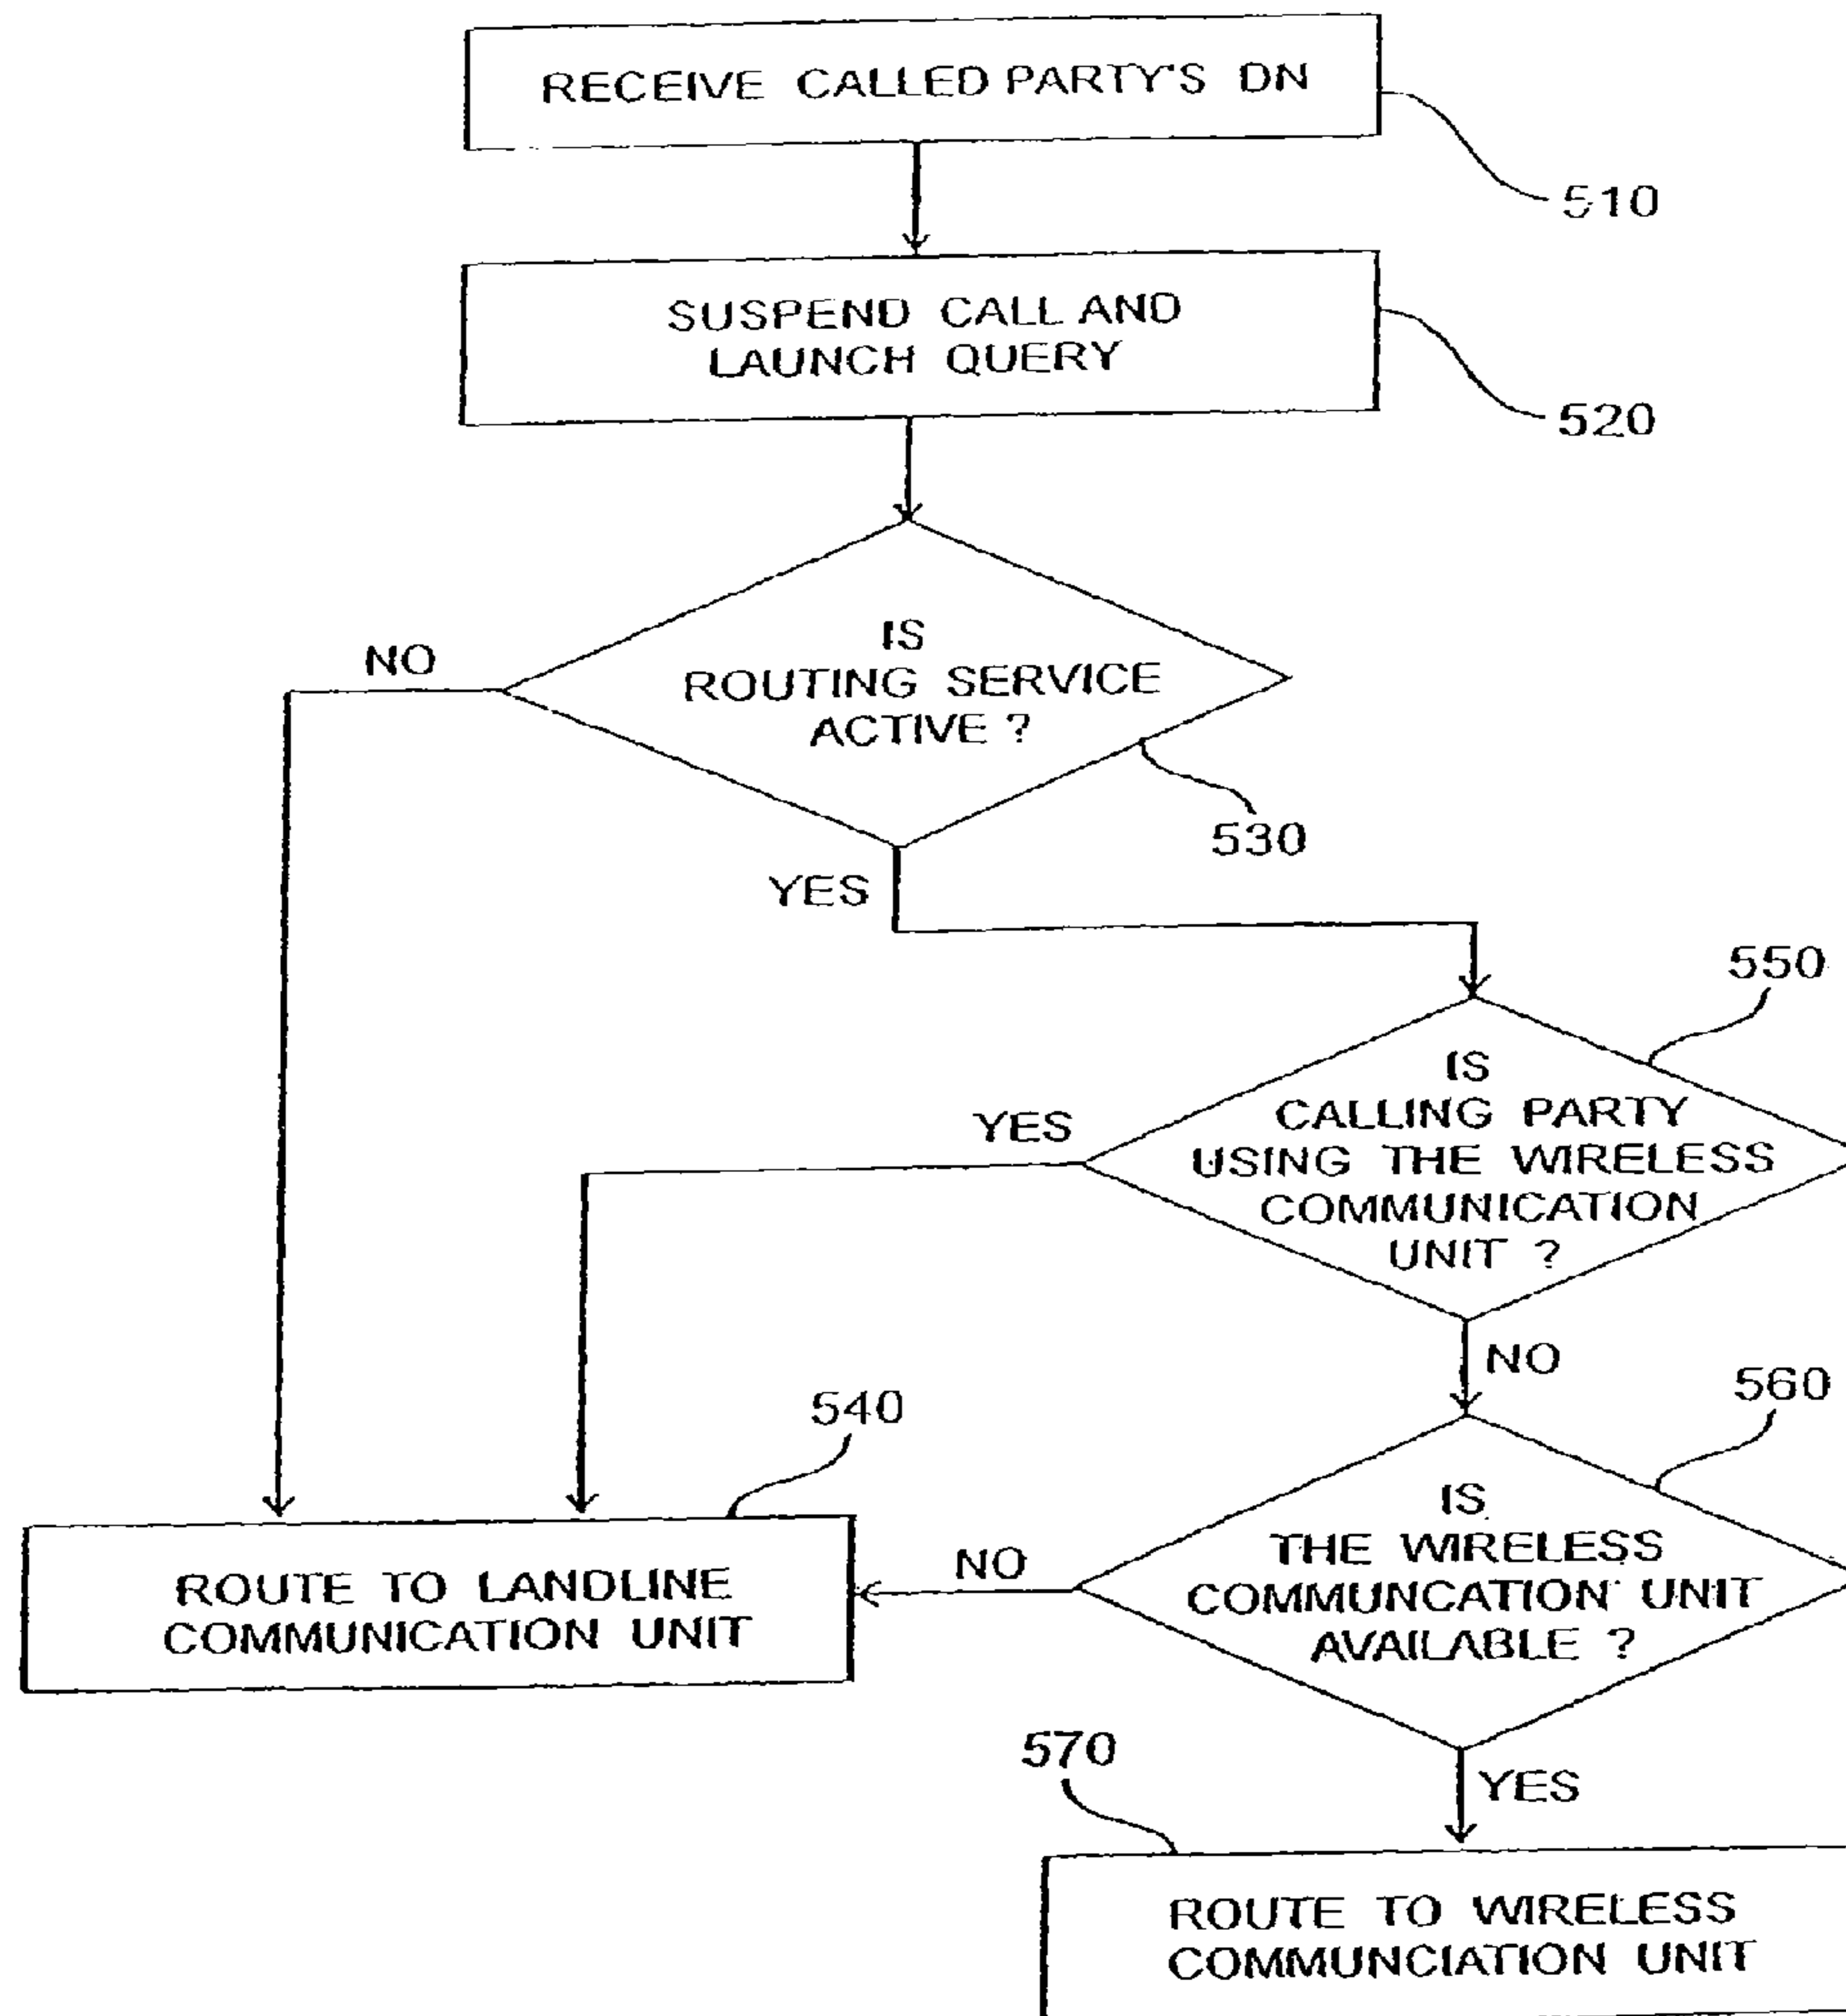 RECEIVE CALLED PARTY'S DN
510
SUSPEND CALL AND
LAUNCH QUERY
520
IS
ROUTING SERVICE
ACTIVE ?
NO
530
YES
550
IS
CALLING PARTY
USING THE WIRELESS
COMMUNICATION
UNIT ?
YES
NO
540
560
ROUTE TO LANDLINE
COMMUNICATION UNIT
NO
IS
THE WIRELESS
COMMUNCATION UNIT
AVAILABLE ?
570
YES
ROUTE TO WIRELESS
COMMUNCIATION UNIT